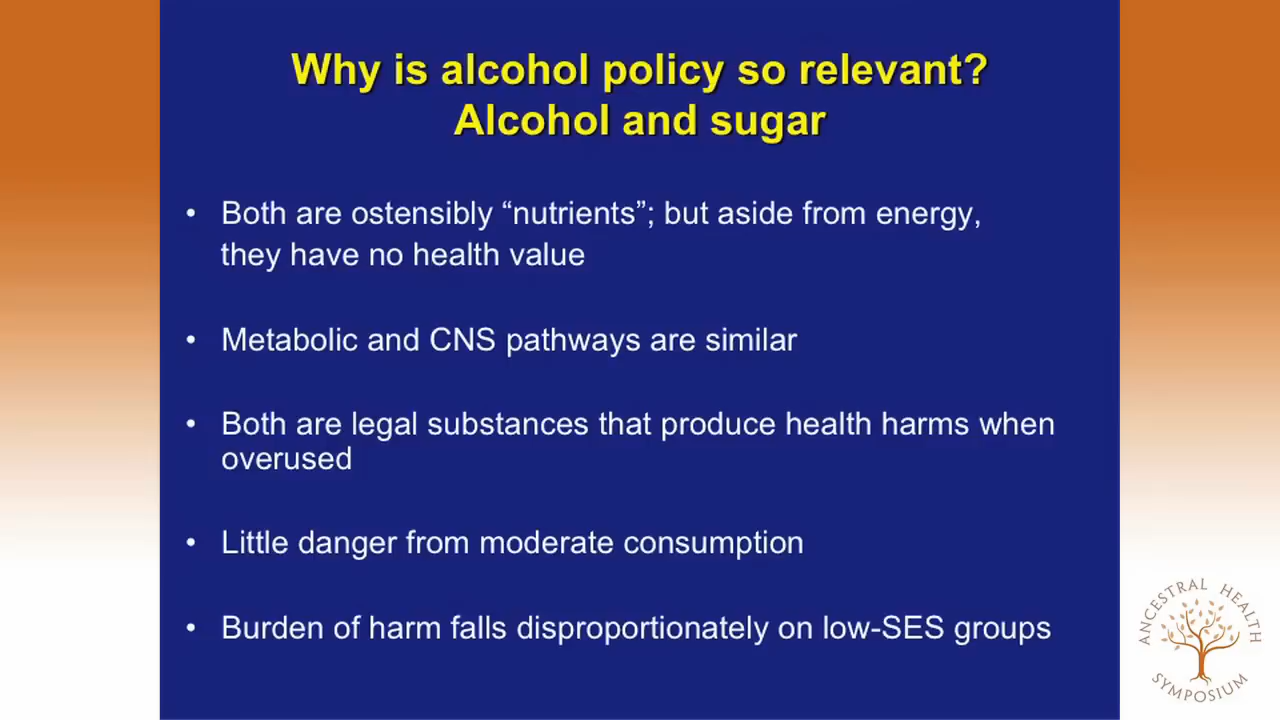 Why is alcohol policy so relevant?
Alcohol and sugar
• Both are ostensibly “nutrients”; but aside from energy,
they have no health value
• Metabolic and CNS pathways are similar
• Both are legal substances that produce health harms when
overused
• Little danger from moderate consumption
• Burden of harm falls disproportionately on low-SES groups
ANCESTRAL HEALTH
SYMPOSIUM